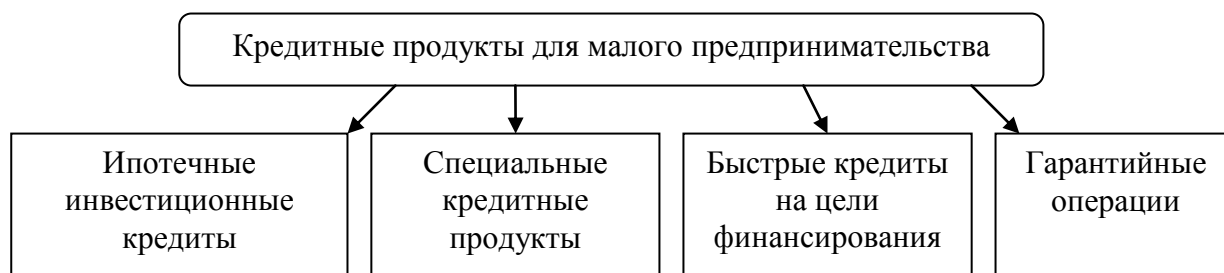 Кредитные продукты для малого предпринимательства
Ипотечные
инвестиционные
кредиты
Специальные
кредитные
продукты
Быстрые кредиты
на цели
финансирования
Гарантийные
операции